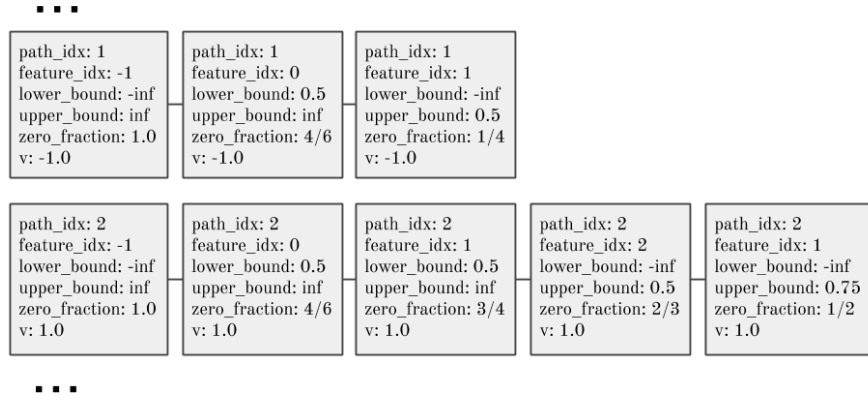 ...
path_idx: 1
feature_idx: -1
lower_bound: -inf
upper_bound: inf
zero_fraction: 1.0
v: -1.0
path_idx: 1
feature_idx: 0
lower_bound: 0.5
upper_bound: inf
zero_fraction: 4/6
v: -1.0
path_idx: 1
feature_idx: 1
lower_bound: -inf
upper_bound: 0.5
zero_fraction: 1/4
v: -1.0
path_idx: 2
feature_idx: -1
lower_bound: -inf
upper_bound: inf
zero_fraction: 1.0
v: 1.0
path_idx: 2
feature_idx: 0
lower_bound: 0.5
upper_bound: inf
zero_fraction: 4/6
v: 1.0
path_idx: 2
feature_idx: 1
lower_bound: 0.5
upper_bound: inf
zero_fraction: 3/4
v: 1.0
path_idx: 2
feature_idx: 2
lower_bound: -inf
upper_bound: 0.5
zero_fraction: 2/3
v: 1.0
path_idx: 2
feature_idx: 1
lower_bound: -inf
upper_bound: 0.75
zero_fraction: 1/2
v: 1.0
...